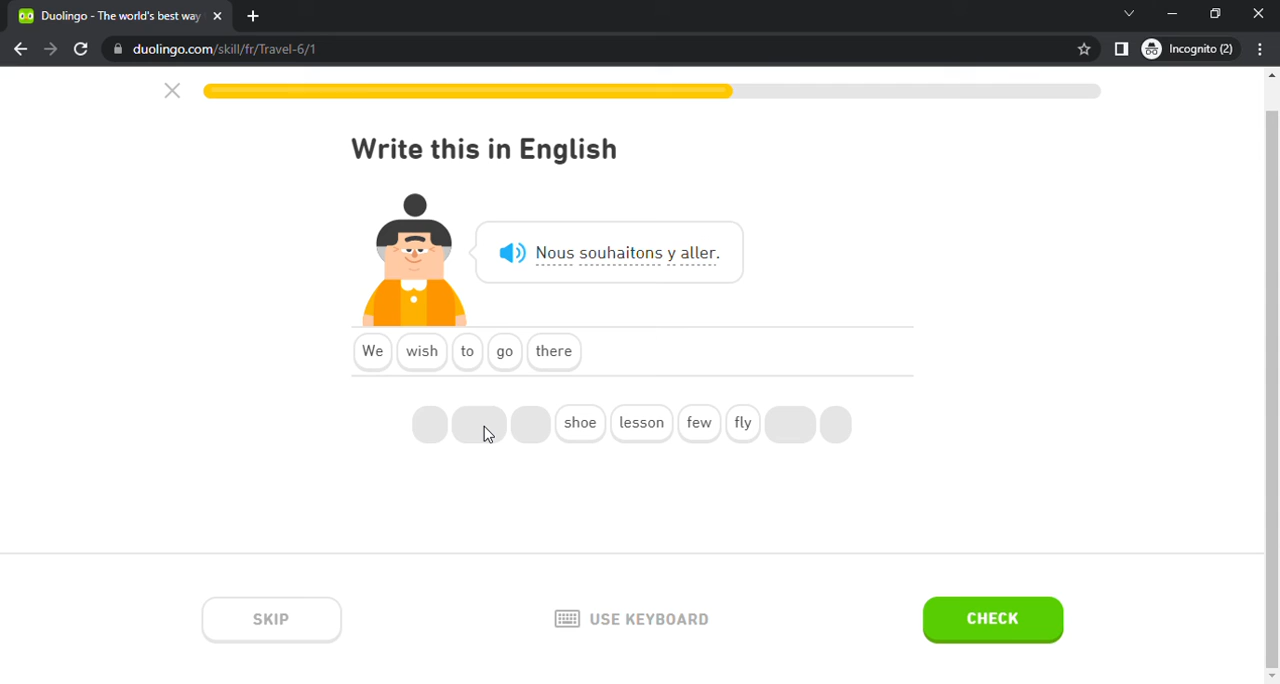 Duolingo - The world's best way
duolingo.com/skill/fr/Travel-6/1
Incognito (2)
Write this in English
Nous souhaitons y aller.
We wish to go there
shoe lesson few fly
SKIP
USE KEYBOARD
CHECK